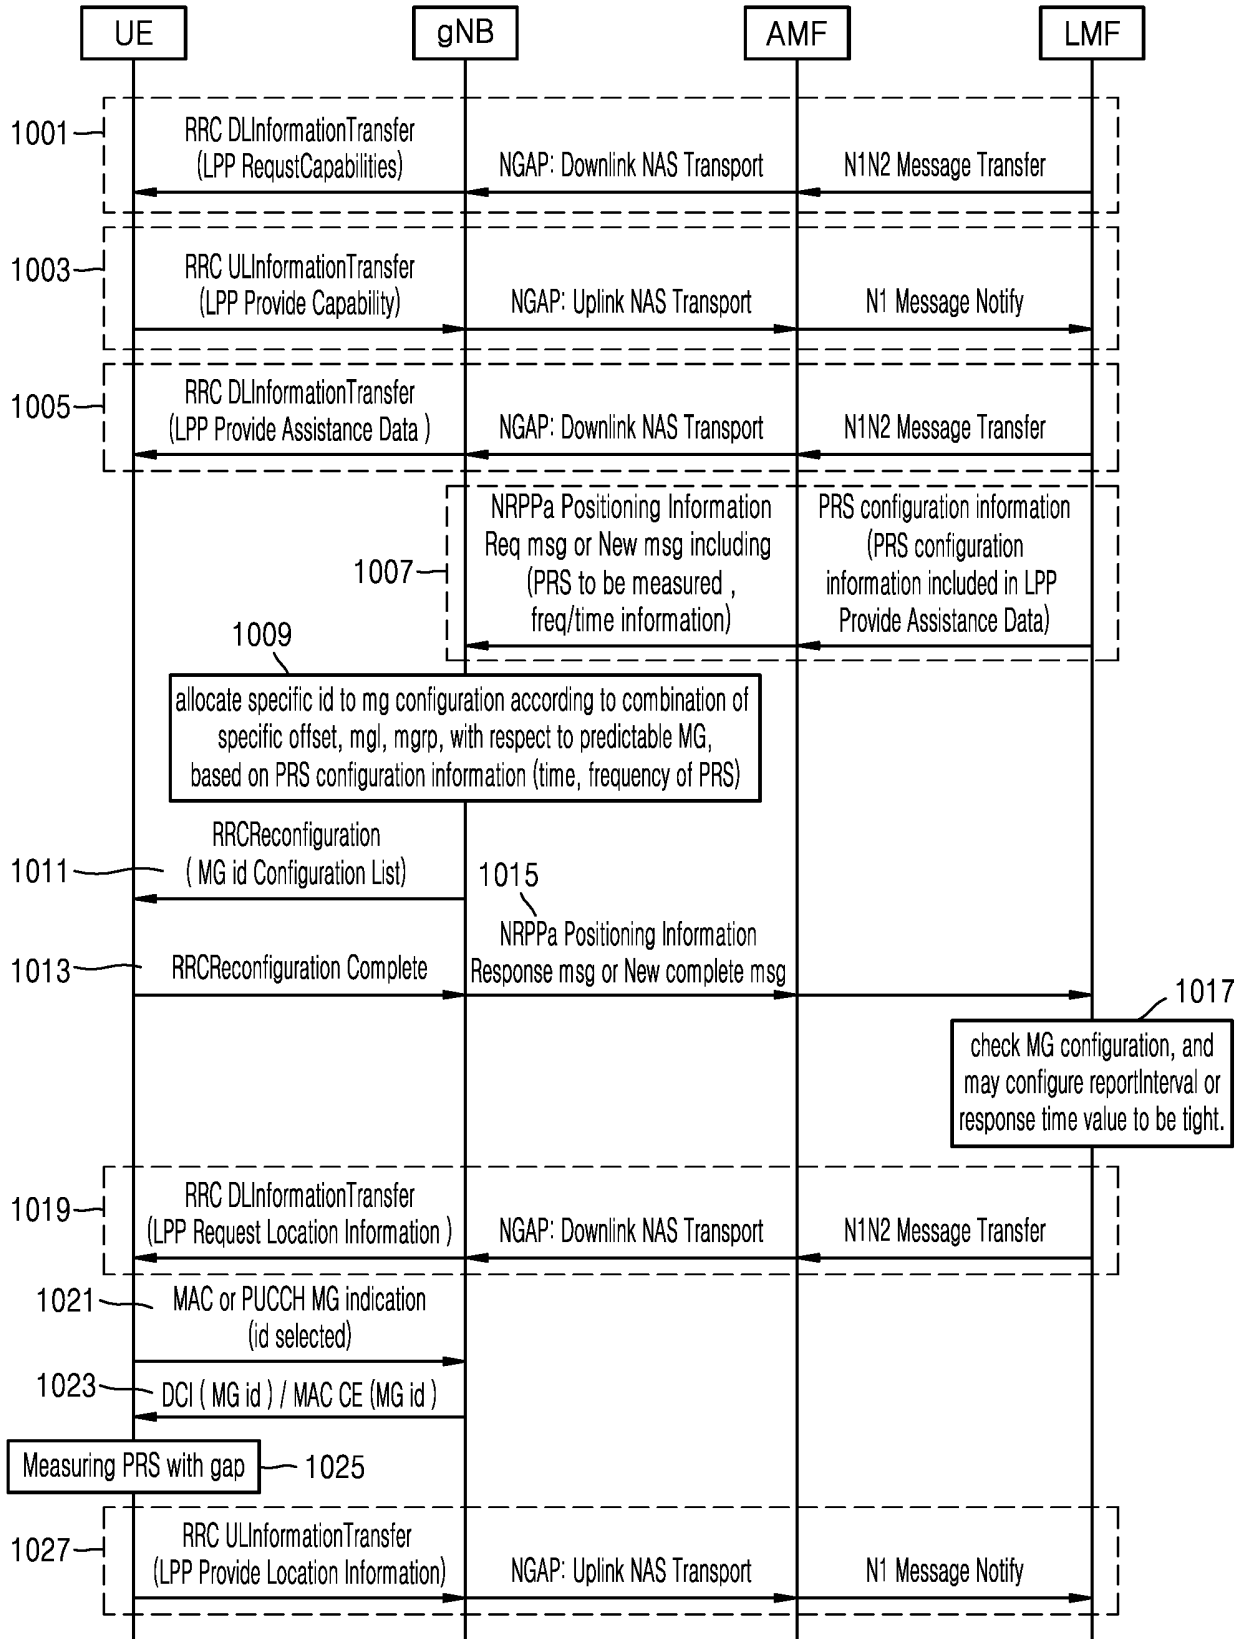 UE
gNB
AMF
LMF
1001
RRC DLInformationTransfer
(LPP RequstCapabilities)
NGAP: Downlink NAS Transport
N1N2 Message Transfer
1003
RRC ULInformationTransfer
(LPP Provide Capability)
NGAP: Uplink NAS Transport
N1 Message Notify
1005
RRC DLInformationTransfer
(LPP Provide Assistance Data )
NGAP: Downlink NAS Transport
N1N2 Message Transfer
1007
NRPPa Positioning Information
Req msg or New msg including
(PRS to be measured ,
freq/time information)
PRS configuration information
(PRS configuration
information included in LPP
Provide Assistance Data)
1009
allocate specific id to mg configuration according to combination of
specific offset, mgl, mgrp, with respect to predictable MG,
based on PRS configuration information (time, frequency of PRS)
1011
RRCReconfiguration
( MG id Configuration List)
1013
RRCReconfiguration Complete
1015
NRPPa Positioning Information
Response msg or New complete msg
1017
check MG configuration, and
may configure reportInterval or
response time value to be tight.
1019
RRC DLInformationTransfer
(LPP Request Location Information )
NGAP: Downlink NAS Transport
N1N2 Message Transfer
1021
MAC or PUCCH MG indication
(id selected)
1023
DCI ( MG id ) / MAC CE (MG id )
Measuring PRS with gap
1025
1027
RRC ULInformationTransfer
(LPP Provide Location Information)
NGAP: Uplink NAS Transport
N1 Message Notify